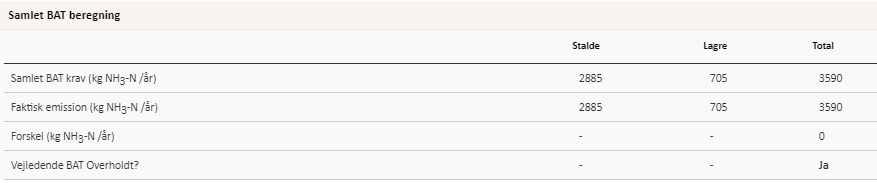 Samlet BAT beregning
Stalde Lagre Total
Samlet BAT krav (kg NH3-N /år) 2885 705 3590
Faktisk emission (kg NH3-N /år) 2885 705 3590
Forskel (kg NH3-N /år) - - 0
Vejledende BAT Overholdt? - - Ja